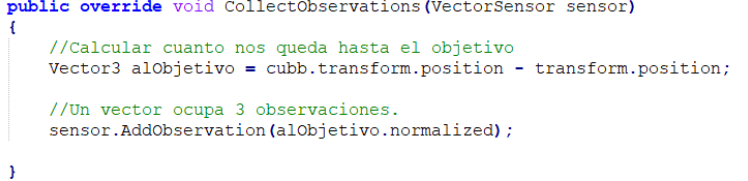 public override void CollectObservations(VectorSensor sensor)
{
//Calcular cuanto nos queda hasta el objetivo
Vector3 alObjetivo = cubb.transform.position - transform.position;
//Un vector ocupa 3 observaciones.
sensor.AddObservation(alObjetivo.normalized);
}